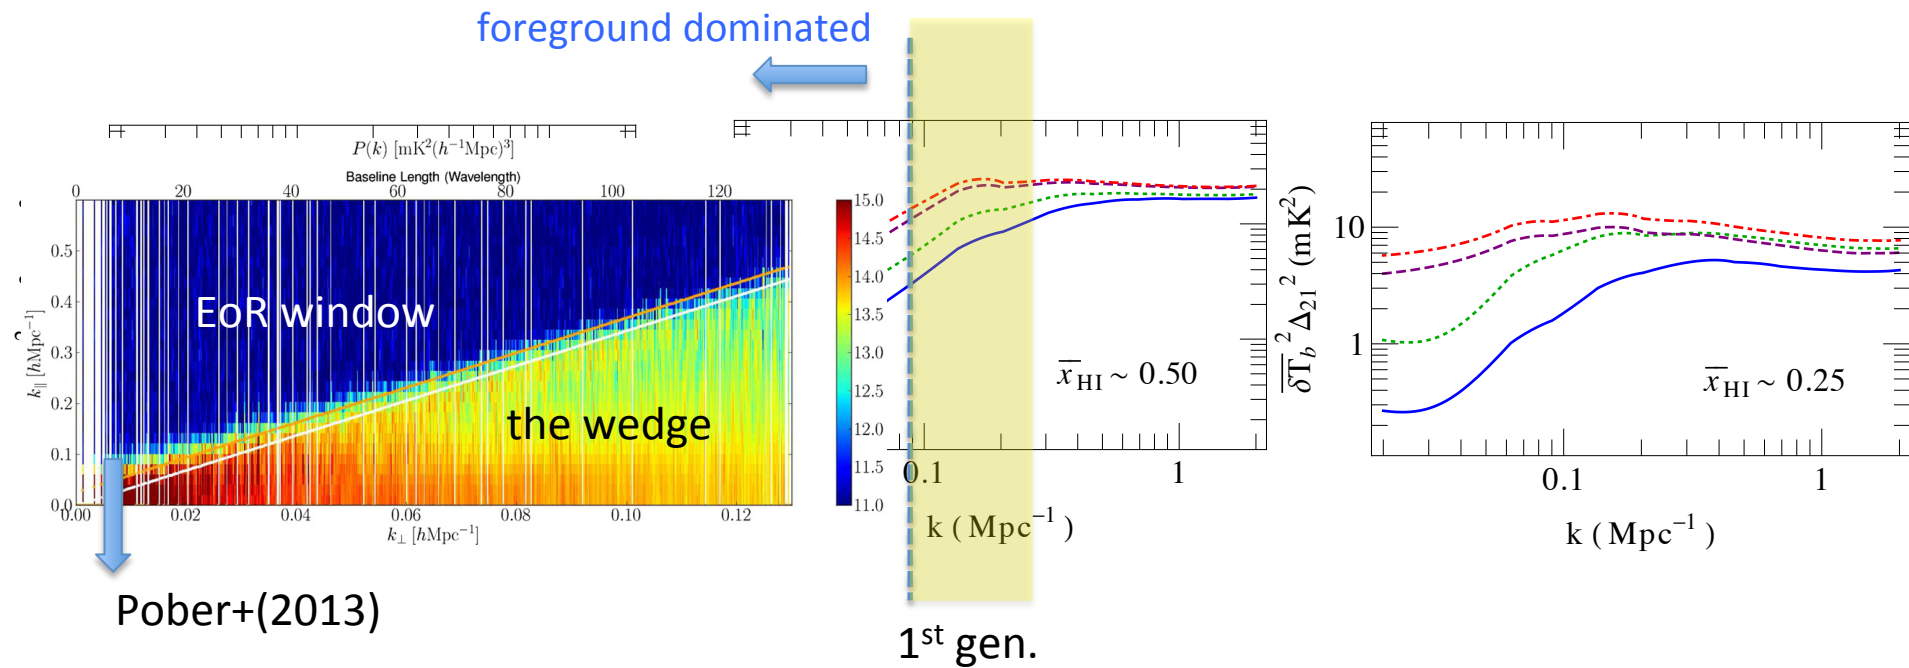 foreground dominated
P(k) [mK²(h⁻¹Mpc)³]
Baseline Length (Wavelength)
0 20 40 60 80 100 120
0.5
0.4
0.3
0.2
0.1
0.0
k∥ [hMpc⁻¹]
EoR window
the wedge
0.00 0.02 0.04 0.06 0.08 0.10 0.12
k⊥ [hMpc⁻¹]
15.0
14.5
14.0
13.5
13.0
12.5
12.0
11.5
11.0
Pober+(2013)
x̄HI ~ 0.50
0.1 1
k (Mpc⁻¹)
1st gen.
δT̄b²Δ21² (mK²)
10
1
x̄HI ~ 0.25
0.1 1
k (Mpc⁻¹)